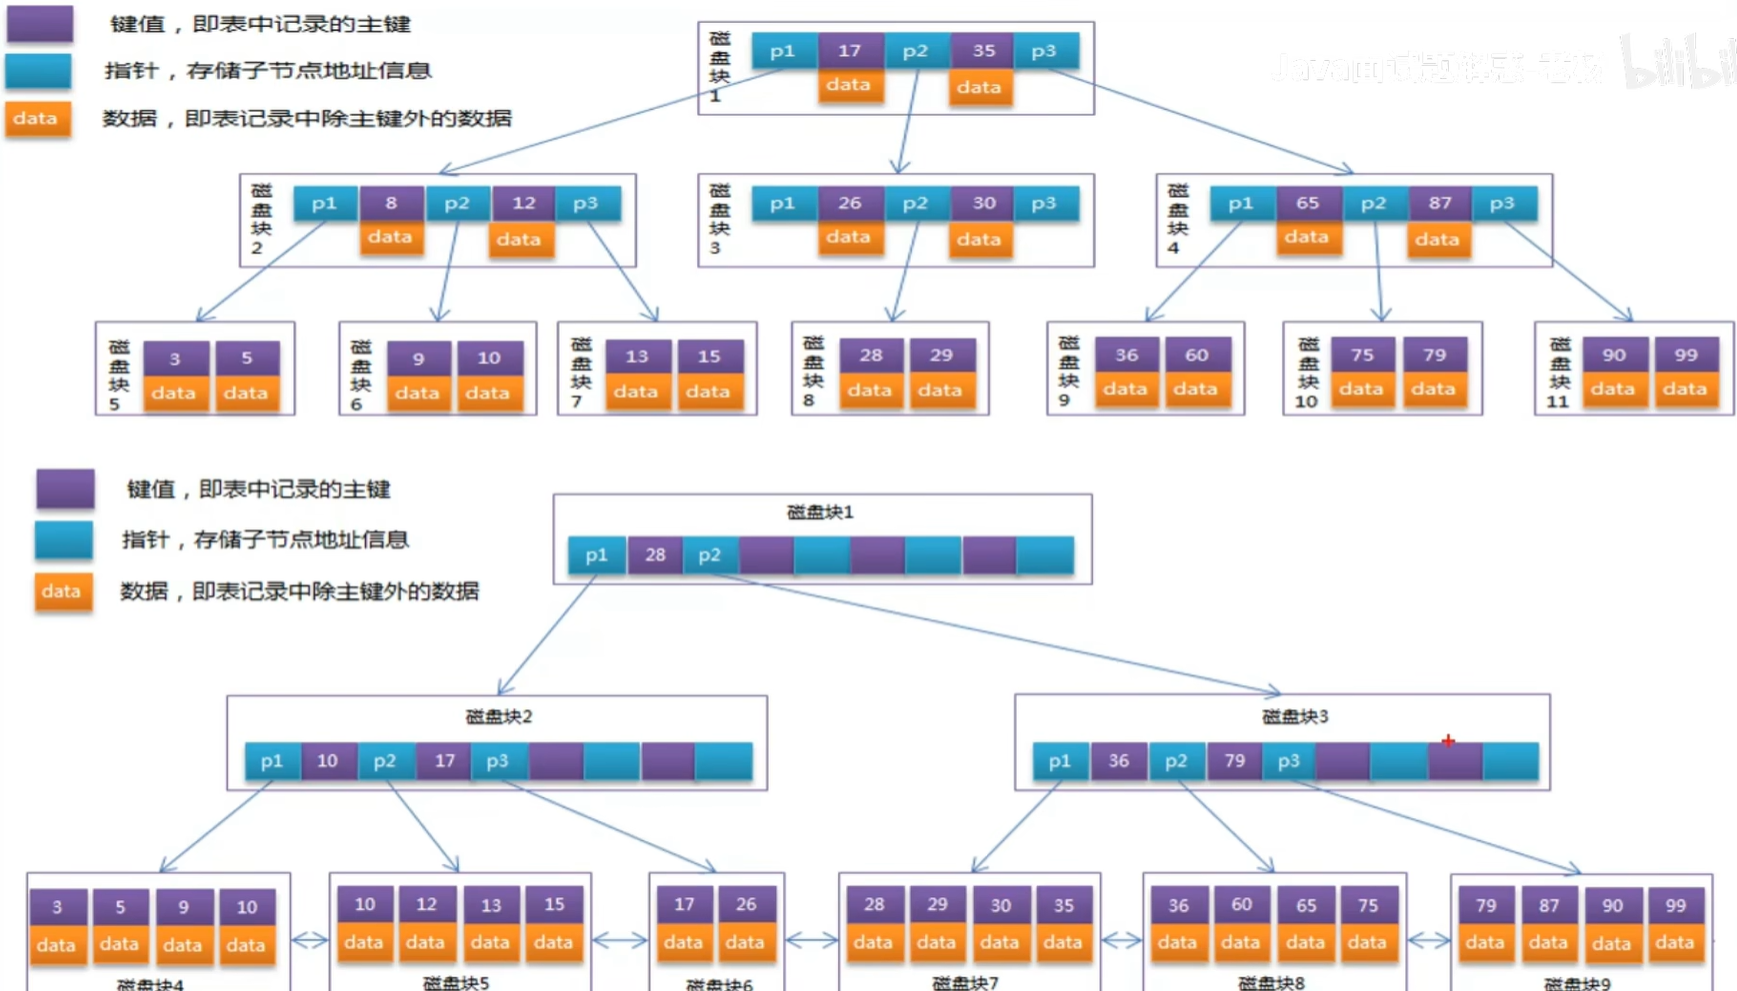 键值，即表中记录的主键
指针，存储子节点地址信息
data 数据，即表记录中除主键外的数据
磁盘块1 p1 17 p2 35 p3
data data
磁盘块2 p1 8 p2 12 p3
data data
磁盘块3 p1 26 p2 30 p3
data data
磁盘块4 p1 65 p2 87 p3
data data
磁盘块5 3 5
data data
磁盘块6 9 10
data data
磁盘块7 13 15
data data
磁盘块8 28 29
data data
磁盘块9 36 60
data data
磁盘块10 75 79
data data
磁盘块11 90 99
data data
键值，即表中记录的主键
指针，存储子节点地址信息
data 数据，即表记录中除主键外的数据
磁盘块1
p1 28 p2
磁盘块2
p1 10 p2 17 p3
磁盘块3
p1 36 p2 79 p3
3 5 9 10
data data data data
磁盘块4
10 12 13 15
data data data data
磁盘块5
17 26
data data
磁盘块6
28 29 30 35
data data data data
磁盘块7
36 60 65 75
data data data data
磁盘块8
79 87 90 99
data data data data
磁盘块9